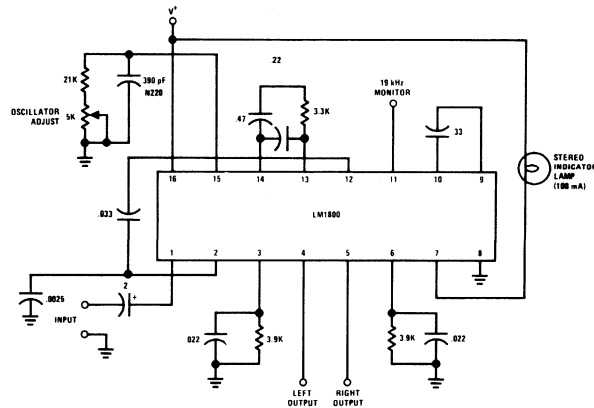 V+
.22
21K
390 pF
N220
19 kHz
MONITOR
OSCILLATOR
ADJUST
5K
.47
3.3K
.33
STEREO
INDICATOR
LAMP
(100 mA)
16
15
14
13
12
11
10
9
.033
LM1800
1
2
3
4
5
6
7
8
2
+
.0025
INPUT
.022
3.9K
3.9K
.022
LEFT
OUTPUT
RIGHT
OUTPUT